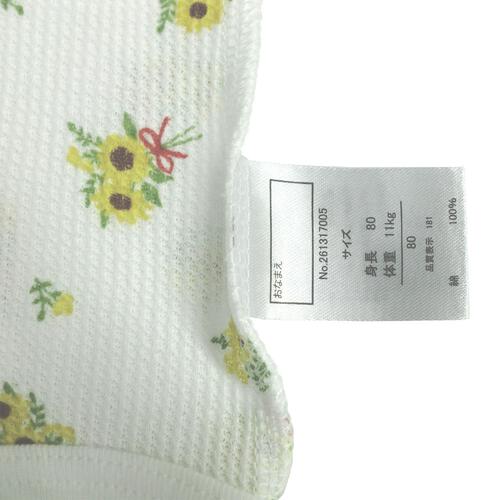 おなまえ
No.261317005
サイズ
身長 80
体重 11kg
80
品質表示 181
綿 100%